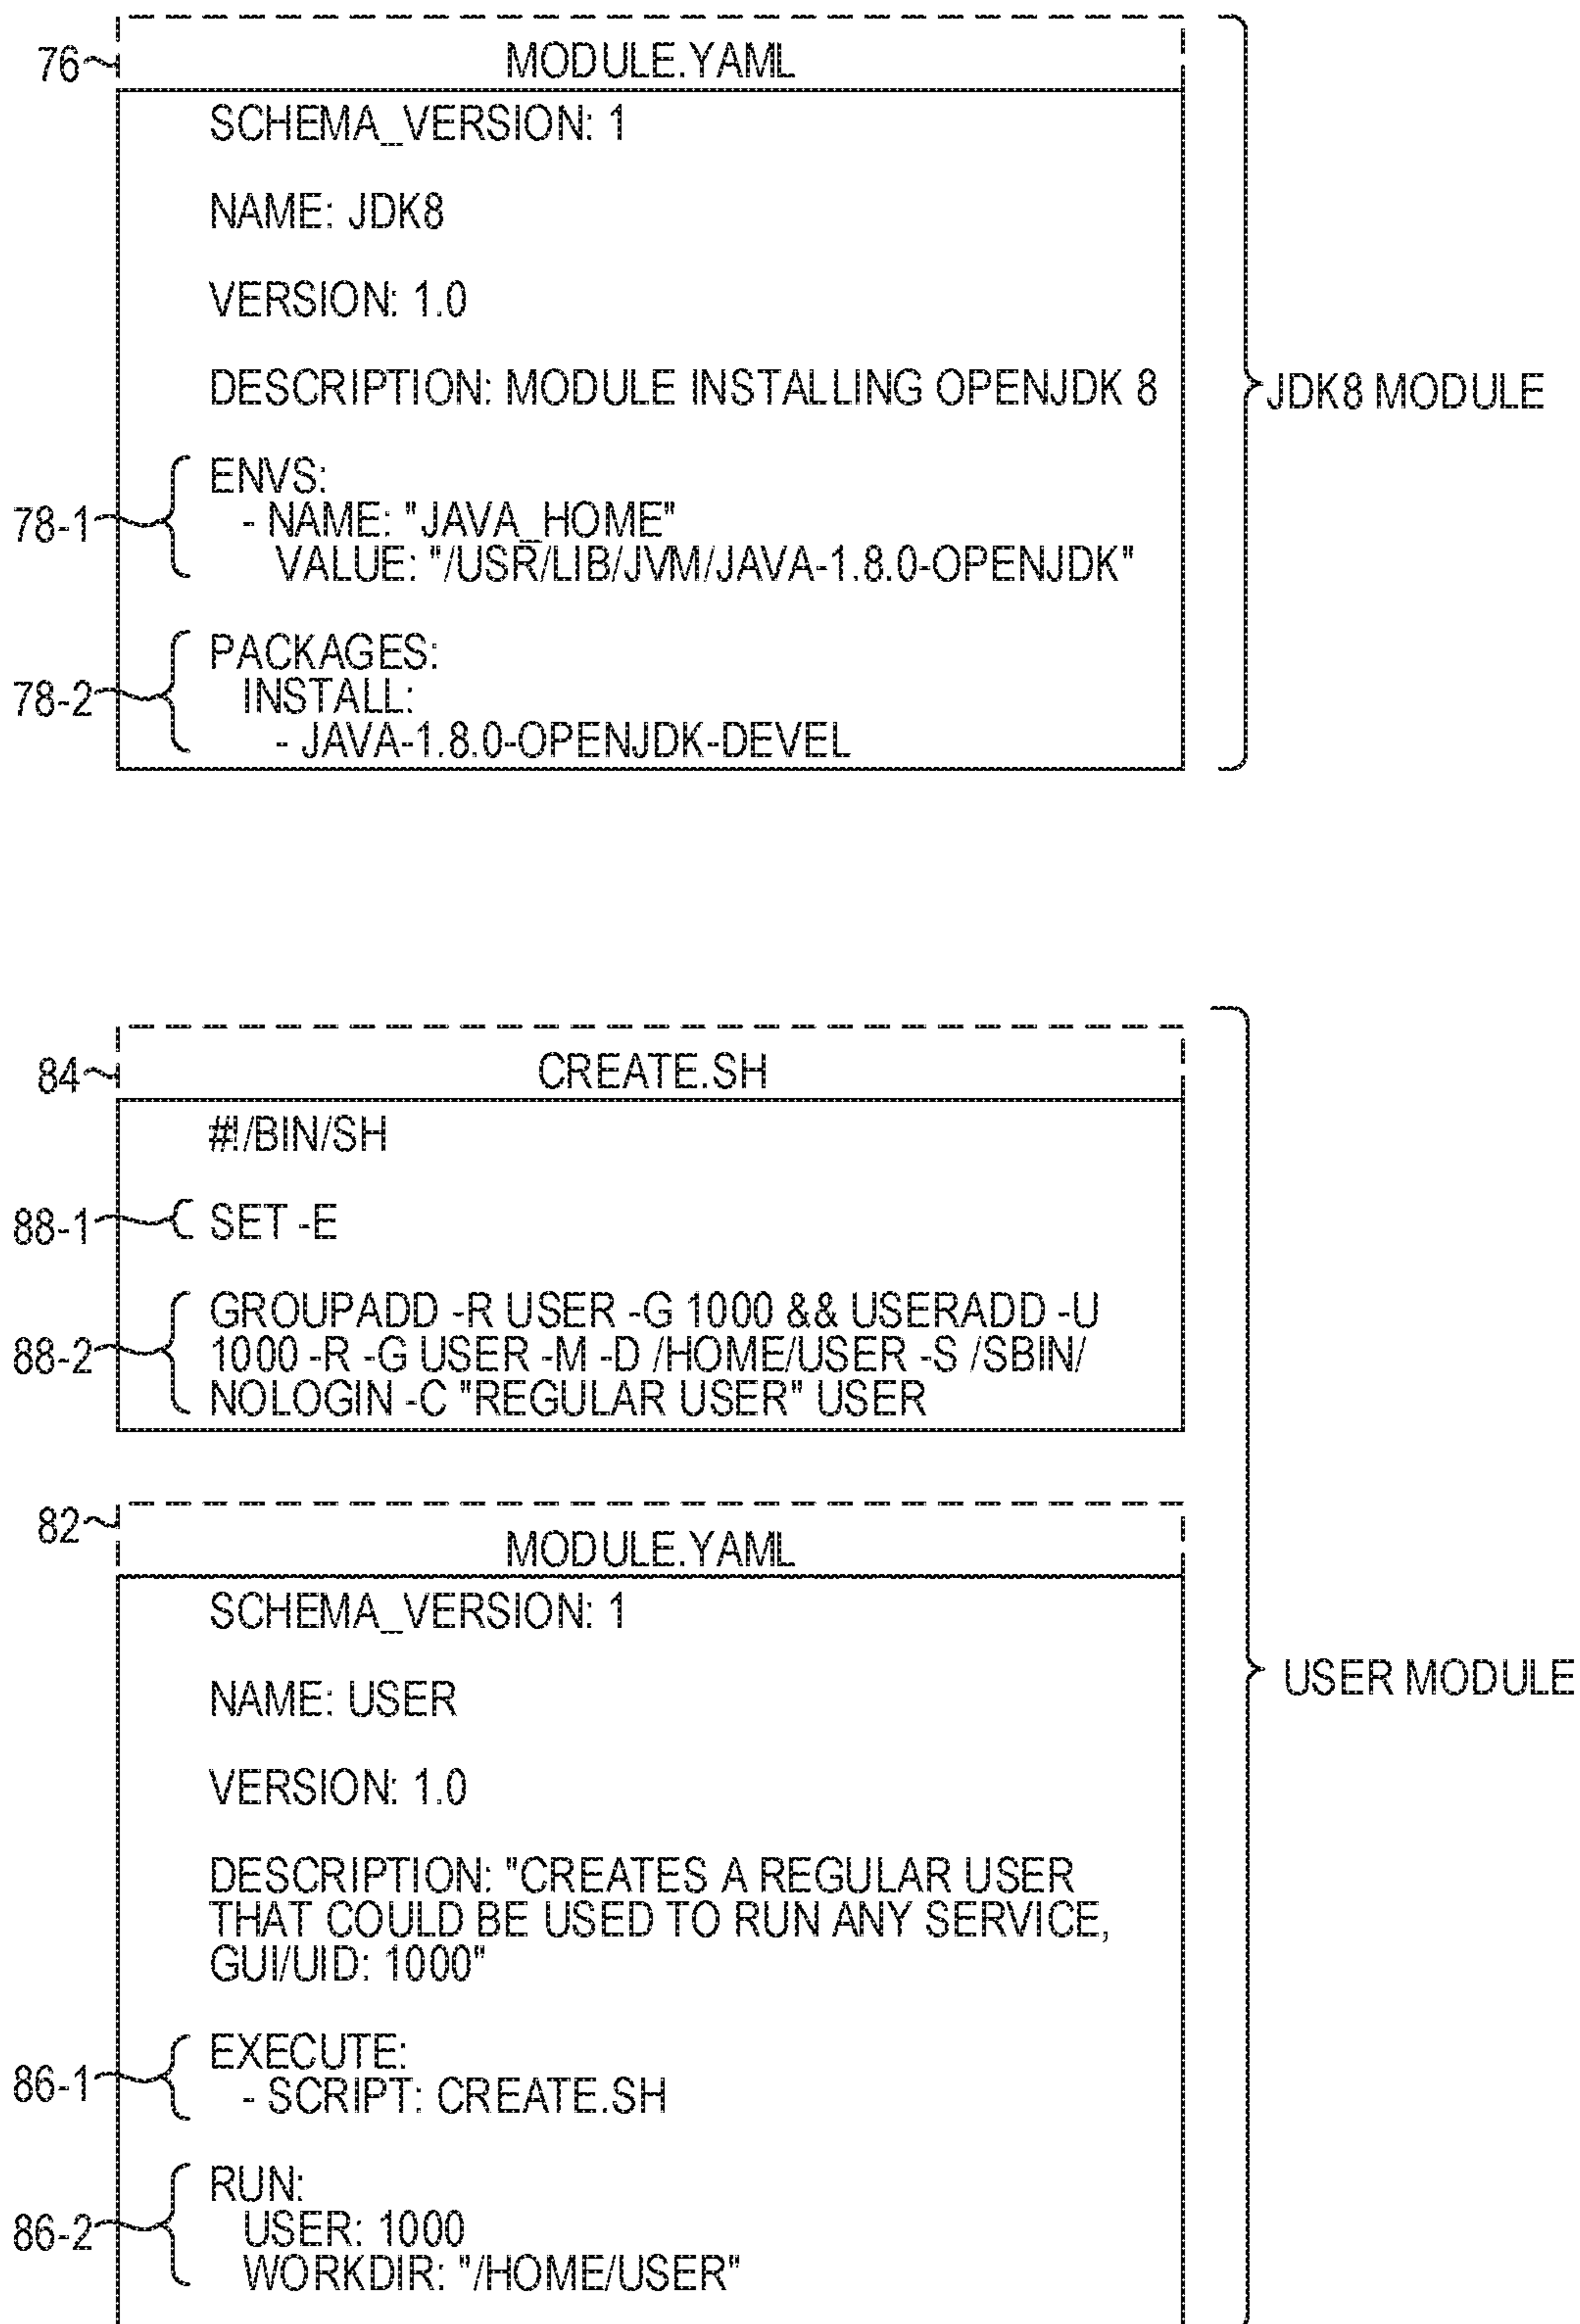 76
MODULE.YAML
SCHEMA_VERSION: 1
NAME: JDK8
VERSION: 1.0
DESCRIPTION: MODULE INSTALLING OPENJDK 8
JDK8 MODULE
78-1
ENVS:
- NAME: "JAVA_HOME"
VALUE: "/USR/LIB/JVM/JAVA-1.8.0-OPENJDK"
78-2
PACKAGES:
INSTALL:
- JAVA-1.8.0-OPENJDK-DEVEL
84
CREATE.SH
#!/BIN/SH
88-1
SET -E
88-2
GROUPADD -R USER -G 1000 && USERADD -U
1000 -R -G USER -M -D /HOME/USER -S /SBIN/
NOLOGIN -C "REGULAR USER" USER
82
MODULE.YAML
SCHEMA_VERSION: 1
NAME: USER
USER MODULE
VERSION: 1.0
DESCRIPTION: "CREATES A REGULAR USER
THAT COULD BE USED TO RUN ANY SERVICE,
GUI/UID: 1000"
86-1
EXECUTE:
- SCRIPT: CREATE.SH
86-2
RUN:
USER: 1000
WORKDIR: "/HOME/USER"